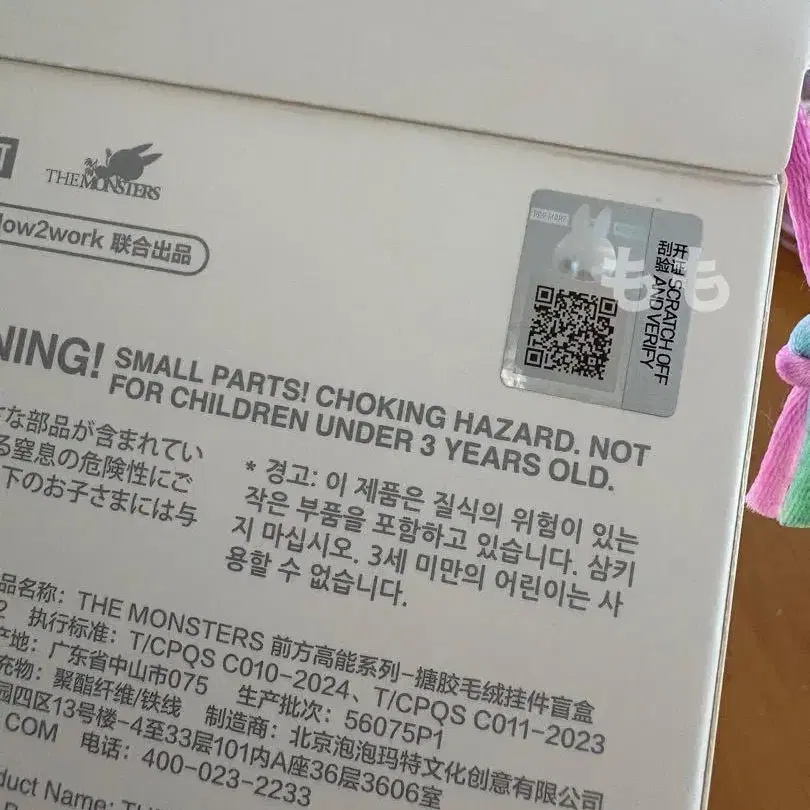 THE MONSTERS
low2work 联合出品
POP MART
もも
开证 SCRATCH OFF
刮验 AND VERIFY
NING! SMALL PARTS! CHOKING HAZARD. NOT
FOR CHILDREN UNDER 3 YEARS OLD.
な部品が含まれてい
る窒息の危険性にご
下のお子さまには与
* 경고: 이 제품은 질식의 위험이 있는
작은 부품을 포함하고 있습니다. 삼키
지 마십시오. 3세 미만의 어린이는 사
용할 수 없습니다.
品名称: THE MONSTERS 前方高能系列-搪胶毛绒挂件盲盒
2 执行标准: T/CPQS C010-2024、T/CPQS C011-2023
产地: 广东省中山市075 生产批次: 56075P1
充物: 聚酯纤维/铁线 制造商: 北京泡泡玛特文化创意有限公司
园四区13号楼-4至33层101内A座36层3606室
.COM 电话: 400-023-2233
duct Name: THE